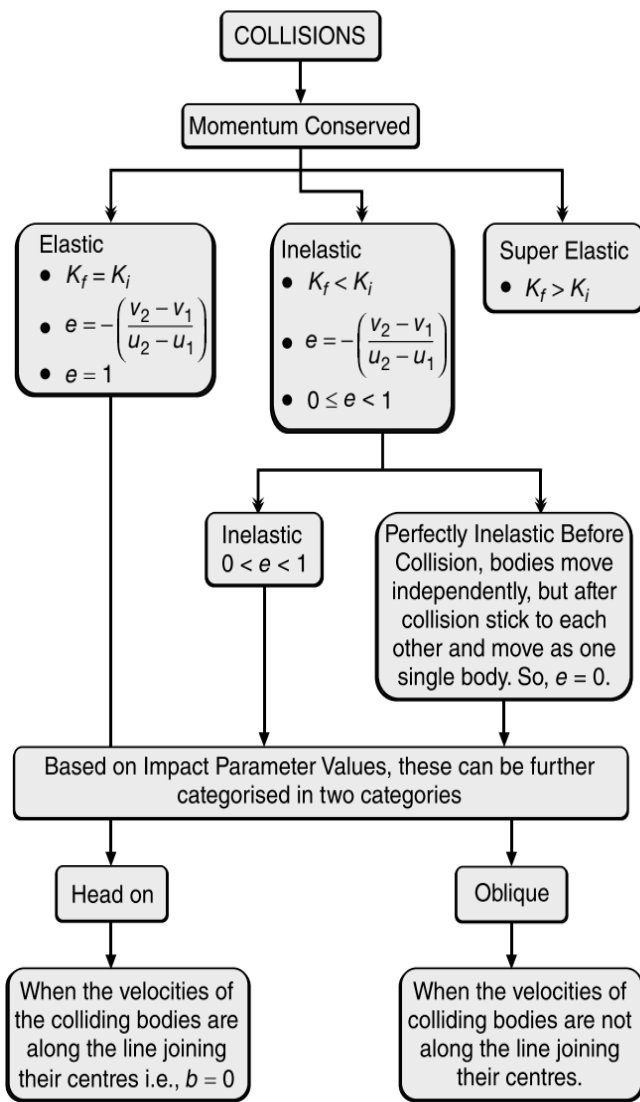 COLLISIONS
Momentum Conserved
Elastic
• K_f = K_i
• e = −((v_2 − v_1)/(u_2 − u_1))
• e = 1
Inelastic
• K_f < K_i
• e = −((v_2 − v_1)/(u_2 − u_1))
• 0 ≤ e < 1
Super Elastic
• K_f > K_i
Inelastic
0 < e < 1
Perfectly Inelastic Before
Collision, bodies move
independently, but after
collision stick to each
other and move as one
single body. So, e = 0.
Based on Impact Parameter Values, these can be further
categorised in two categories
Head on
Oblique
When the velocities of
the colliding bodies are
along the line joining
their centres i.e., b = 0
When the velocities of
colliding bodies are not
along the line joining
their centres.